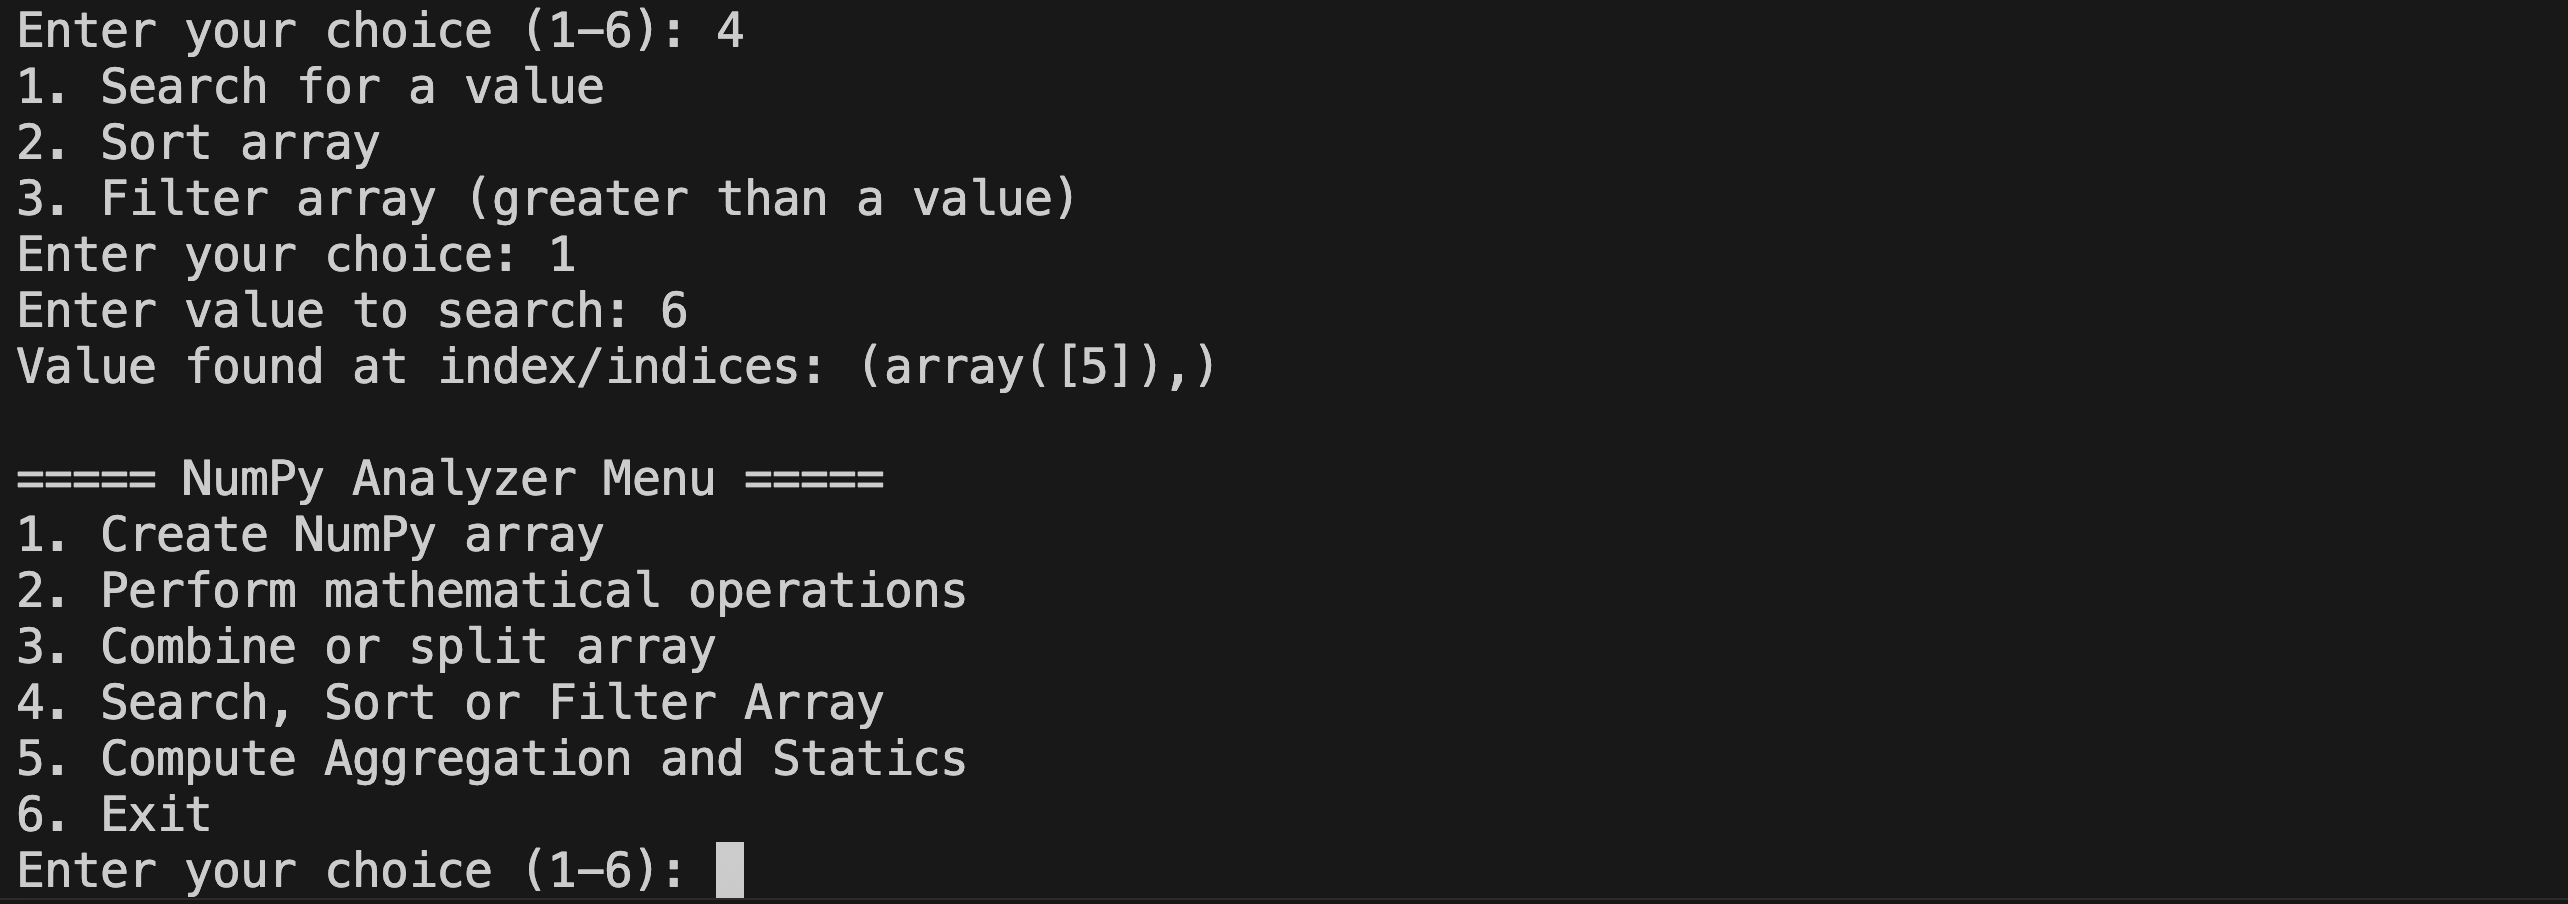 Enter your choice (1-6): 4
1. Search for a value
2. Sort array
3. Filter array (greater than a value)
Enter your choice: 1
Enter value to search: 6
Value found at index/indices: (array([5]),)
===== NumPy Analyzer Menu =====
1. Create NumPy array
2. Perform mathematical operations
3. Combine or split array
4. Search, Sort or Filter Array
5. Compute Aggregation and Statics
6. Exit
Enter your choice (1-6):